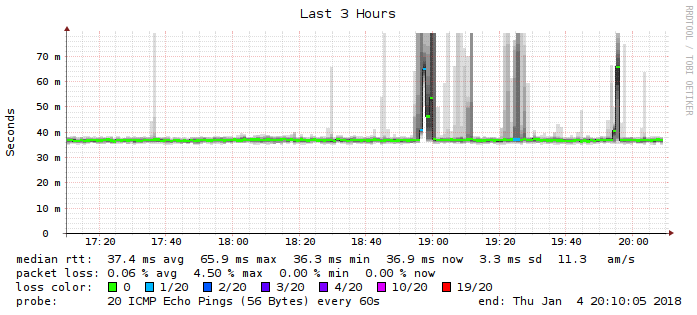 Last 3 Hours
RRDTOOL / TOBI OETIKER
Seconds
70 m
60 m
50 m
40 m
30 m
20 m
10 m
0
17:20 17:40 18:00 18:20 18:40 19:00 19:20 19:40 20:00
median rtt: 37.4 ms avg 65.9 ms max 36.3 ms min 36.9 ms now 3.3 ms sd 11.3 am/s
packet loss: 0.06 % avg 4.50 % max 0.00 % min 0.00 % now
loss color: 0 1/20 2/20 3/20 4/20 10/20 19/20
probe: 20 ICMP Echo Pings (56 Bytes) every 60s end: Thu Jan 4 20:10:05 2018